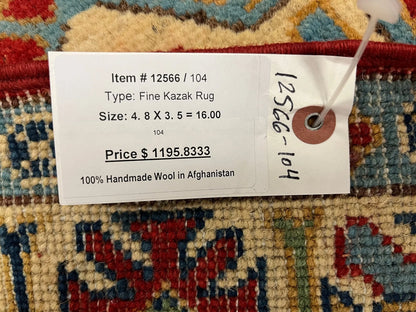 Item # 12566 / 104
Type: Fine Kazak Rug
Size: 4. 8 X 3. 5 = 16.00
104
Price $ 1195.8333
100% Handmade Wool in Afghanistan
12566-104